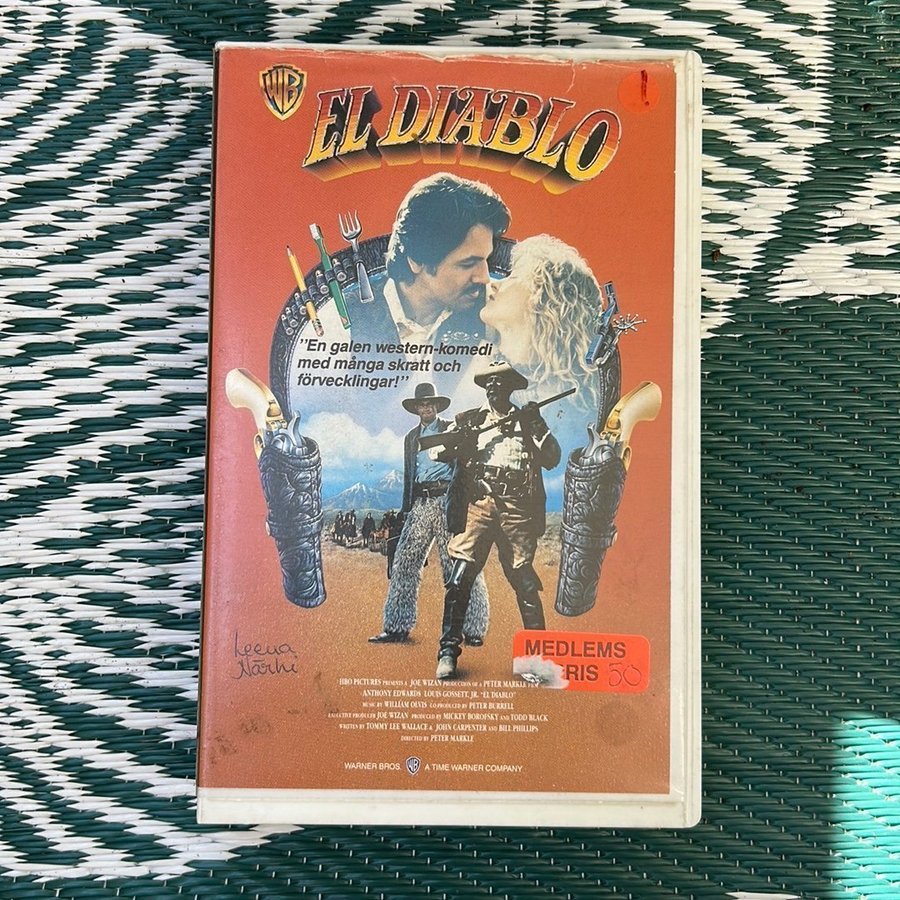 WB
EL DIABLO
"En galen western-komedi
med många skratt och
förvecklingar!"
Leena
Närhi
MEDLEMS
RIS 50
HBO PICTURES PRESENTS A JOE WIZAN PRODUCTION OF A PETER MARKLE FILM
ANTHONY EDWARDS LOUIS GOSSETT, JR. "EL DIABLO"
MUSIC BY WILLIAM OLVIS CO-PRODUCED BY PETER BURRELL
EXECUTIVE PRODUCER JOE WIZAN PRODUCED BY MICKEY BOROFSKY AND TODD BLACK
WRITTEN BY TOMMY LEE WALLACE & JOHN CARPENTER AND BILL PHILLIPS
DIRECTED BY PETER MARKLE
WARNER BROS. WB A TIME WARNER COMPANY